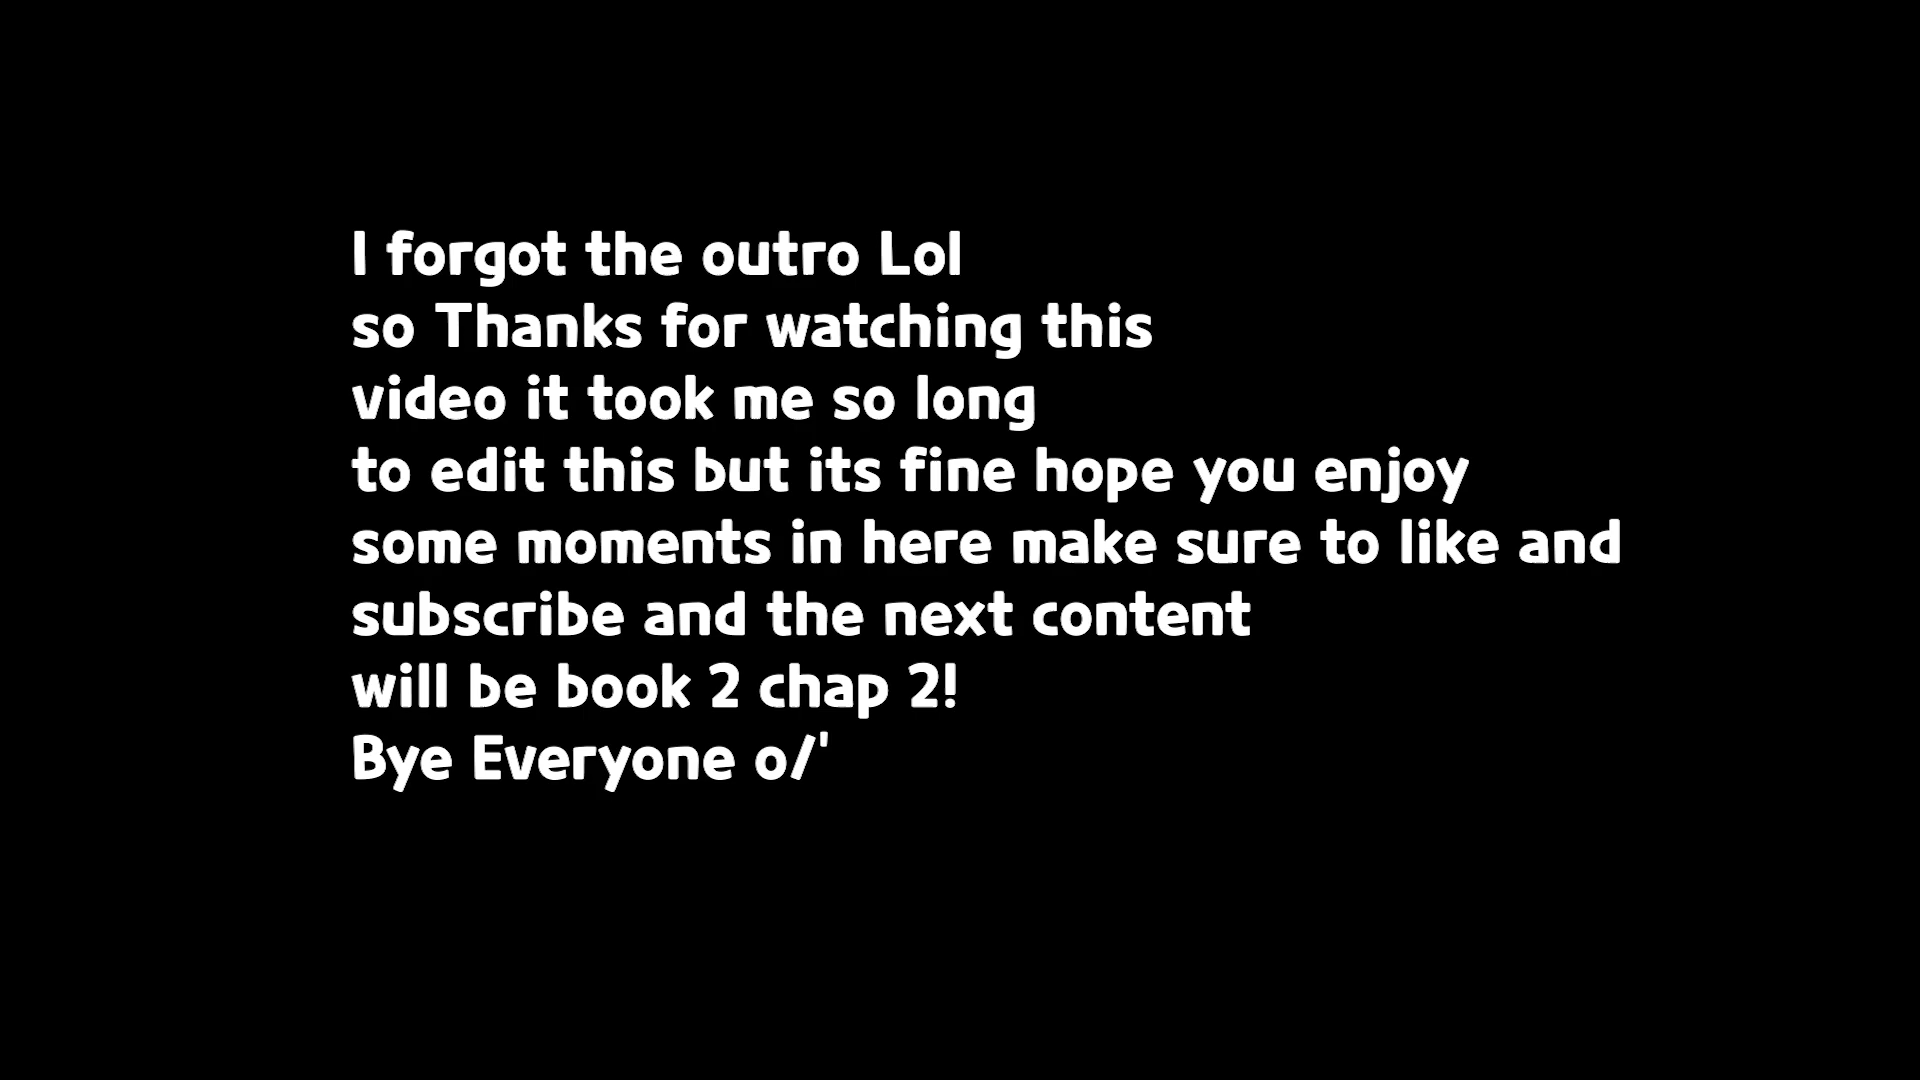 I forgot the outro Lol
so Thanks for watching this
video it took me so long
to edit this but its fine hope you enjoy
some moments in here make sure to like and
subscribe and the next content
will be book 2 chap 2!
Bye Everyone o/'